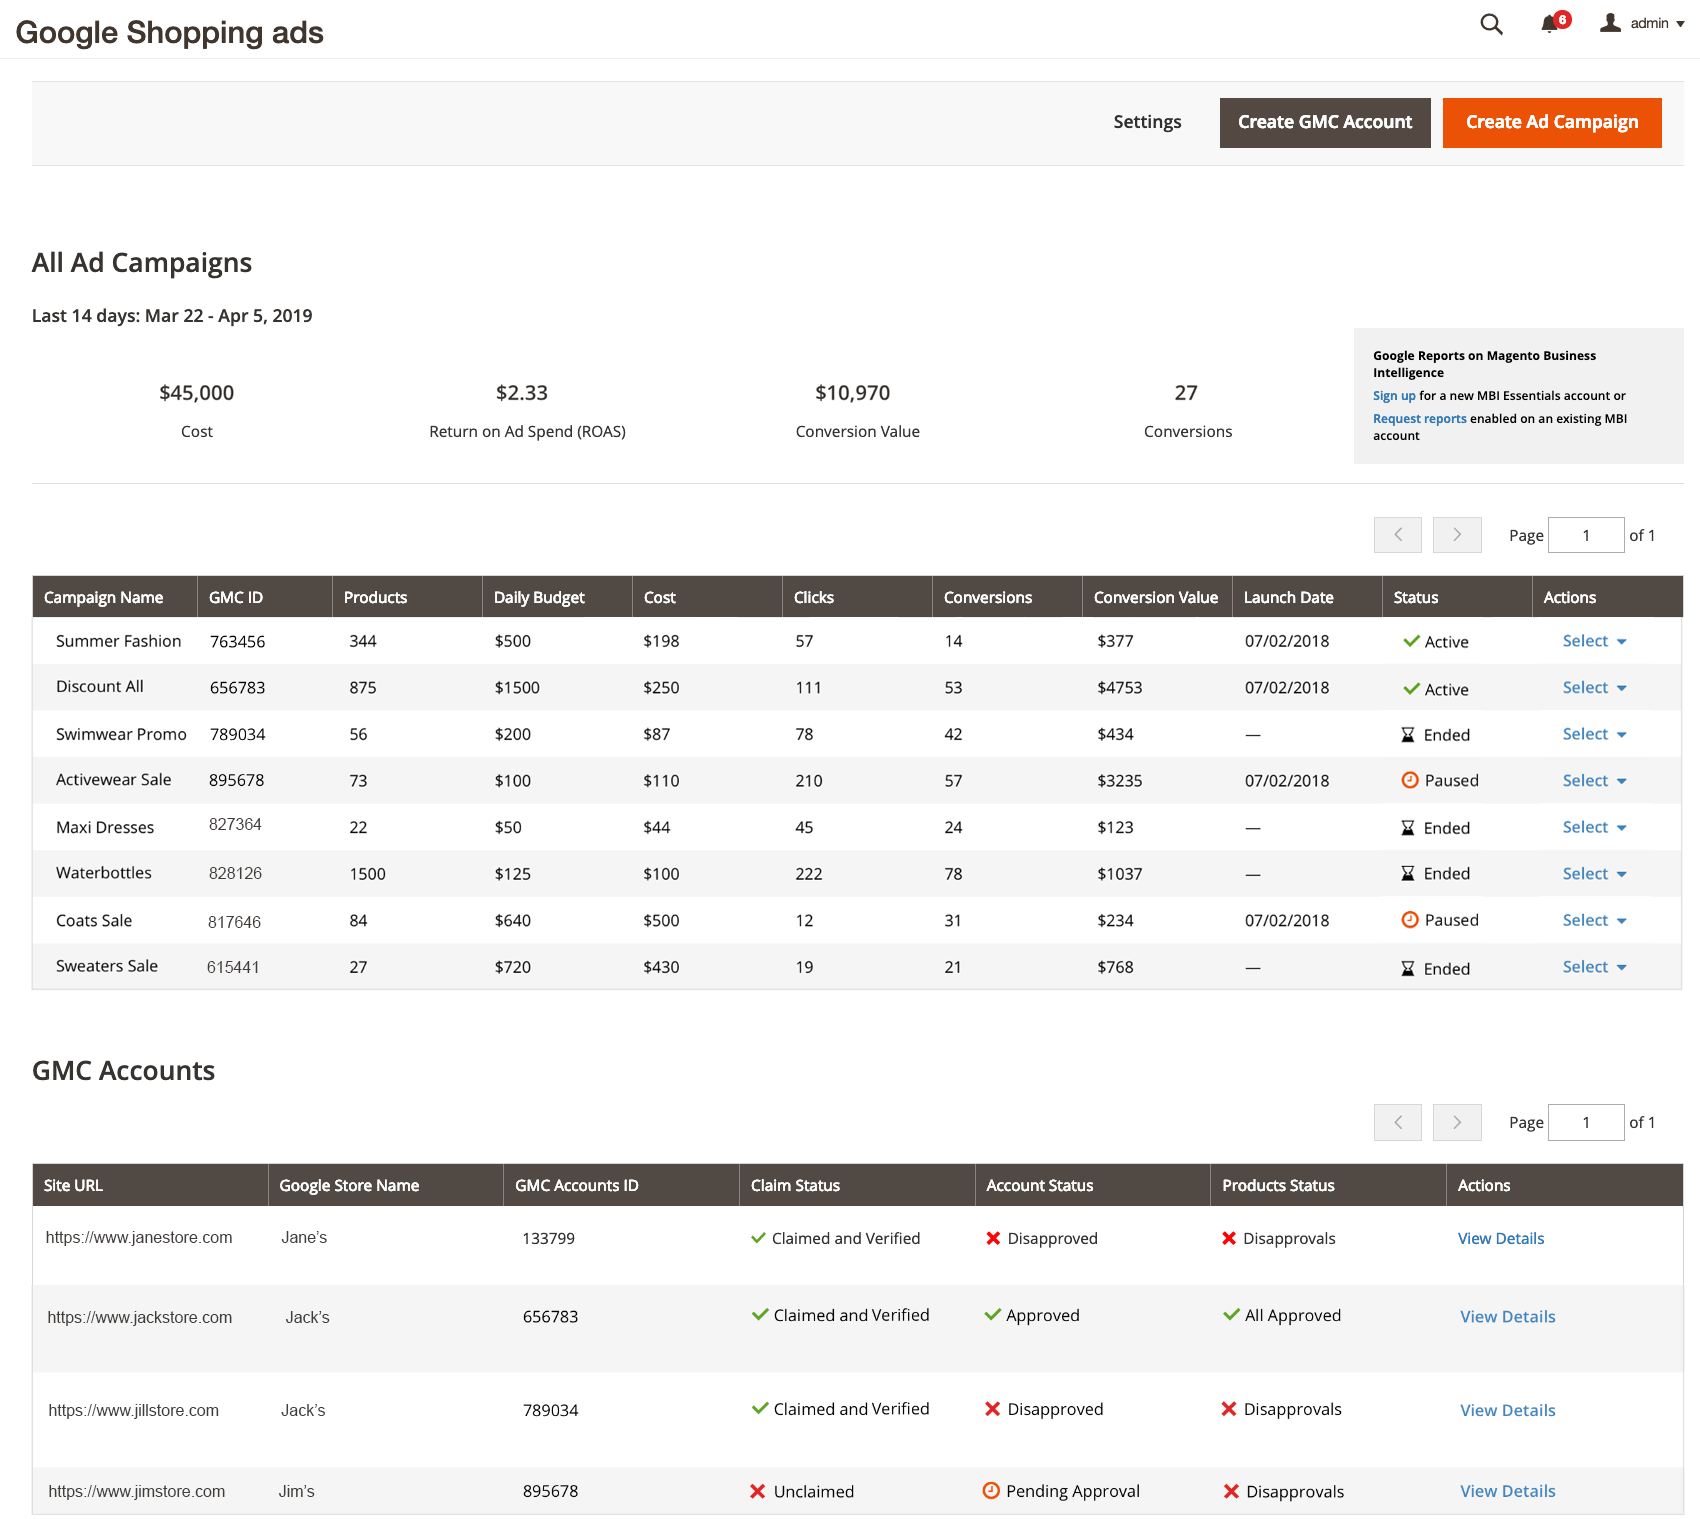 Google Shopping ads
6
admin
Settings
Create GMC Account
Create Ad Campaign
All Ad Campaigns
Last 14 days: Mar 22 - Apr 5, 2019
$45,000
Cost
$2.33
Return on Ad Spend (ROAS)
$10,970
Conversion Value
27
Conversions
Google Reports on Magento Business
Intelligence
Sign up for a new MBI Essentials account or
Request reports enabled on an existing MBI
account
Page 1 of 1
Campaign Name GMC ID Products Daily Budget Cost Clicks Conversions Conversion Value Launch Date Status Actions
Summer Fashion 763456 344 $500 $198 57 14 $377 07/02/2018 Active Select
Discount All 656783 875 $1500 $250 111 53 $4753 07/02/2018 Active Select
Swimwear Promo 789034 56 $200 $87 78 42 $434 — Ended Select
Activewear Sale 895678 73 $100 $110 210 57 $3235 07/02/2018 Paused Select
Maxi Dresses 827364 22 $50 $44 45 24 $123 — Ended Select
Waterbottles 828126 1500 $125 $100 222 78 $1037 — Ended Select
Coats Sale 817646 84 $640 $500 12 31 $234 07/02/2018 Paused Select
Sweaters Sale 615441 27 $720 $430 19 21 $768 — Ended Select
GMC Accounts
Page 1 of 1
Site URL Google Store Name GMC Accounts ID Claim Status Account Status Products Status Actions
https://www.janestore.com Jane's 133799 Claimed and Verified Disapproved Disapprovals View Details
https://www.jackstore.com Jack's 656783 Claimed and Verified Approved All Approved View Details
https://www.jillstore.com Jack's 789034 Claimed and Verified Disapproved Disapprovals View Details
https://www.jimstore.com Jim's 895678 Unclaimed Pending Approval Disapprovals View Details